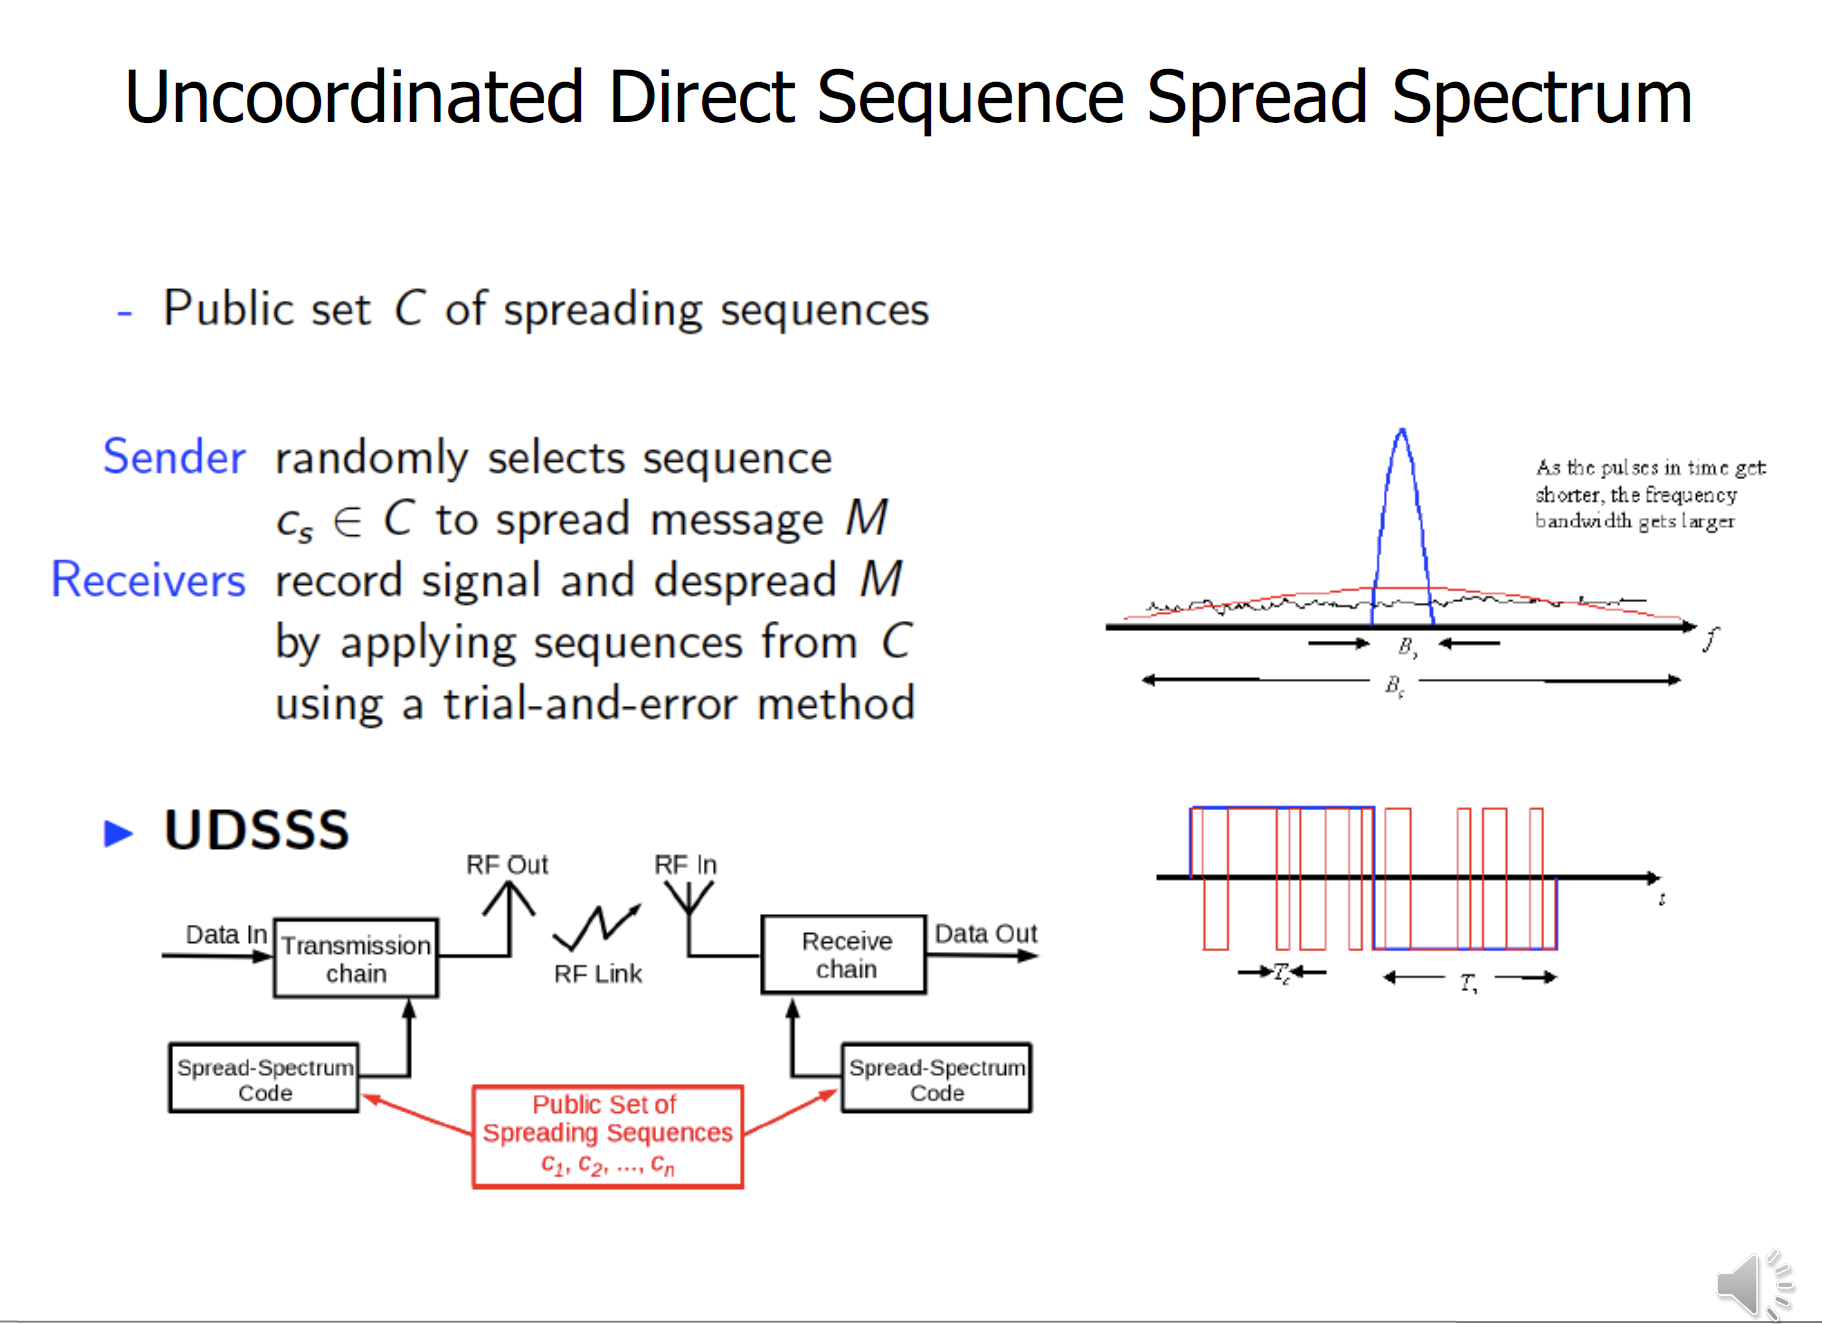 Uncoordinated Direct Sequence Spread Spectrum
- Public set C of spreading sequences
Sender randomly selects sequence
c_s ∈ C to spread message M
Receivers record signal and despread M
by applying sequences from C
using a trial-and-error method
▶ UDSSS
RF Out
RF In
Data In
Transmission
chain
RF Link
Receive
chain
Data Out
Spread-Spectrum
Code
Public Set of
Spreading Sequences
c_1, c_2, ..., c_n
Spread-Spectrum
Code
As the pulses in time get
shorter, the frequency
bandwidth gets larger
f
B_s
B_c
t
T_c
T_s